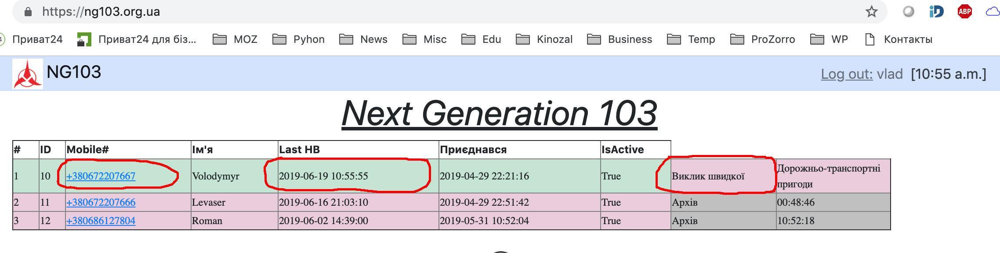 https://ng103.org.ua
ABP
4 Приват24 Приват24 для біз... MOZ Pyhon News Misc Edu Kinozal Business Temp ProZorro WP Контакты
NG103 Log out: vlad [10:55 a.m.]
Next Generation 103
# ID Mobile# Ім'я Last HB Приєднався IsActive
1 10 +380672207667 Volodymyr 2019-06-19 10:55:55 2019-04-29 22:21:16 True Виклик швидкої Дорожньо-транспортні
пригоди
2 11 +380672207666 Levaser 2019-06-16 21:03:10 2019-04-29 22:51:42 True Архів 00:48:46
3 12 +380686127804 Roman 2019-06-02 14:39:00 2019-05-31 10:52:04 True Архів 10:52:18